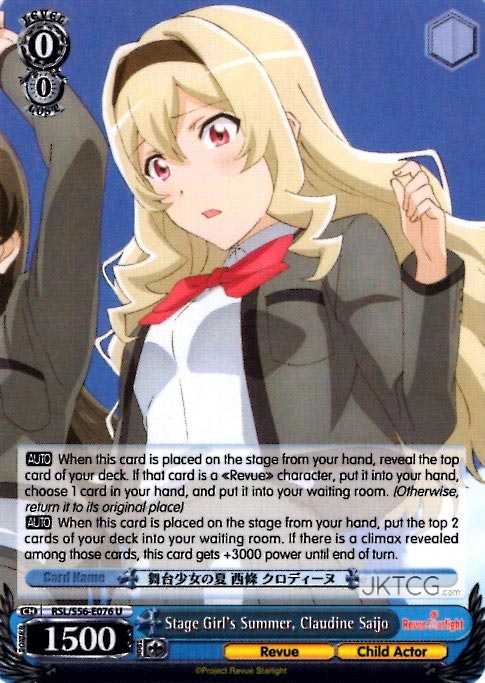 LEVEL
0
0
COST
AUTO When this card is placed on the stage from your hand, reveal the top
card of your deck. If that card is a «Revue» character, put it into your hand,
choose 1 card in your hand, and put it into your waiting room. (Otherwise,
return it to its original place)
AUTO When this card is placed on the stage from your hand, put the top 2
cards of your deck into your waiting room. If there is a climax revealed
among those cards, this card gets +3000 power until end of turn.
Card Name 舞台少女の夏 西條 クロディーヌ
JKTCG.com
CH RSL/S56-E076 U
POWER 1500 SOUL
Stage Girl's Summer, Claudine Saijo
Revue Starlight
Revue Child Actor
©Project Revue Starlight